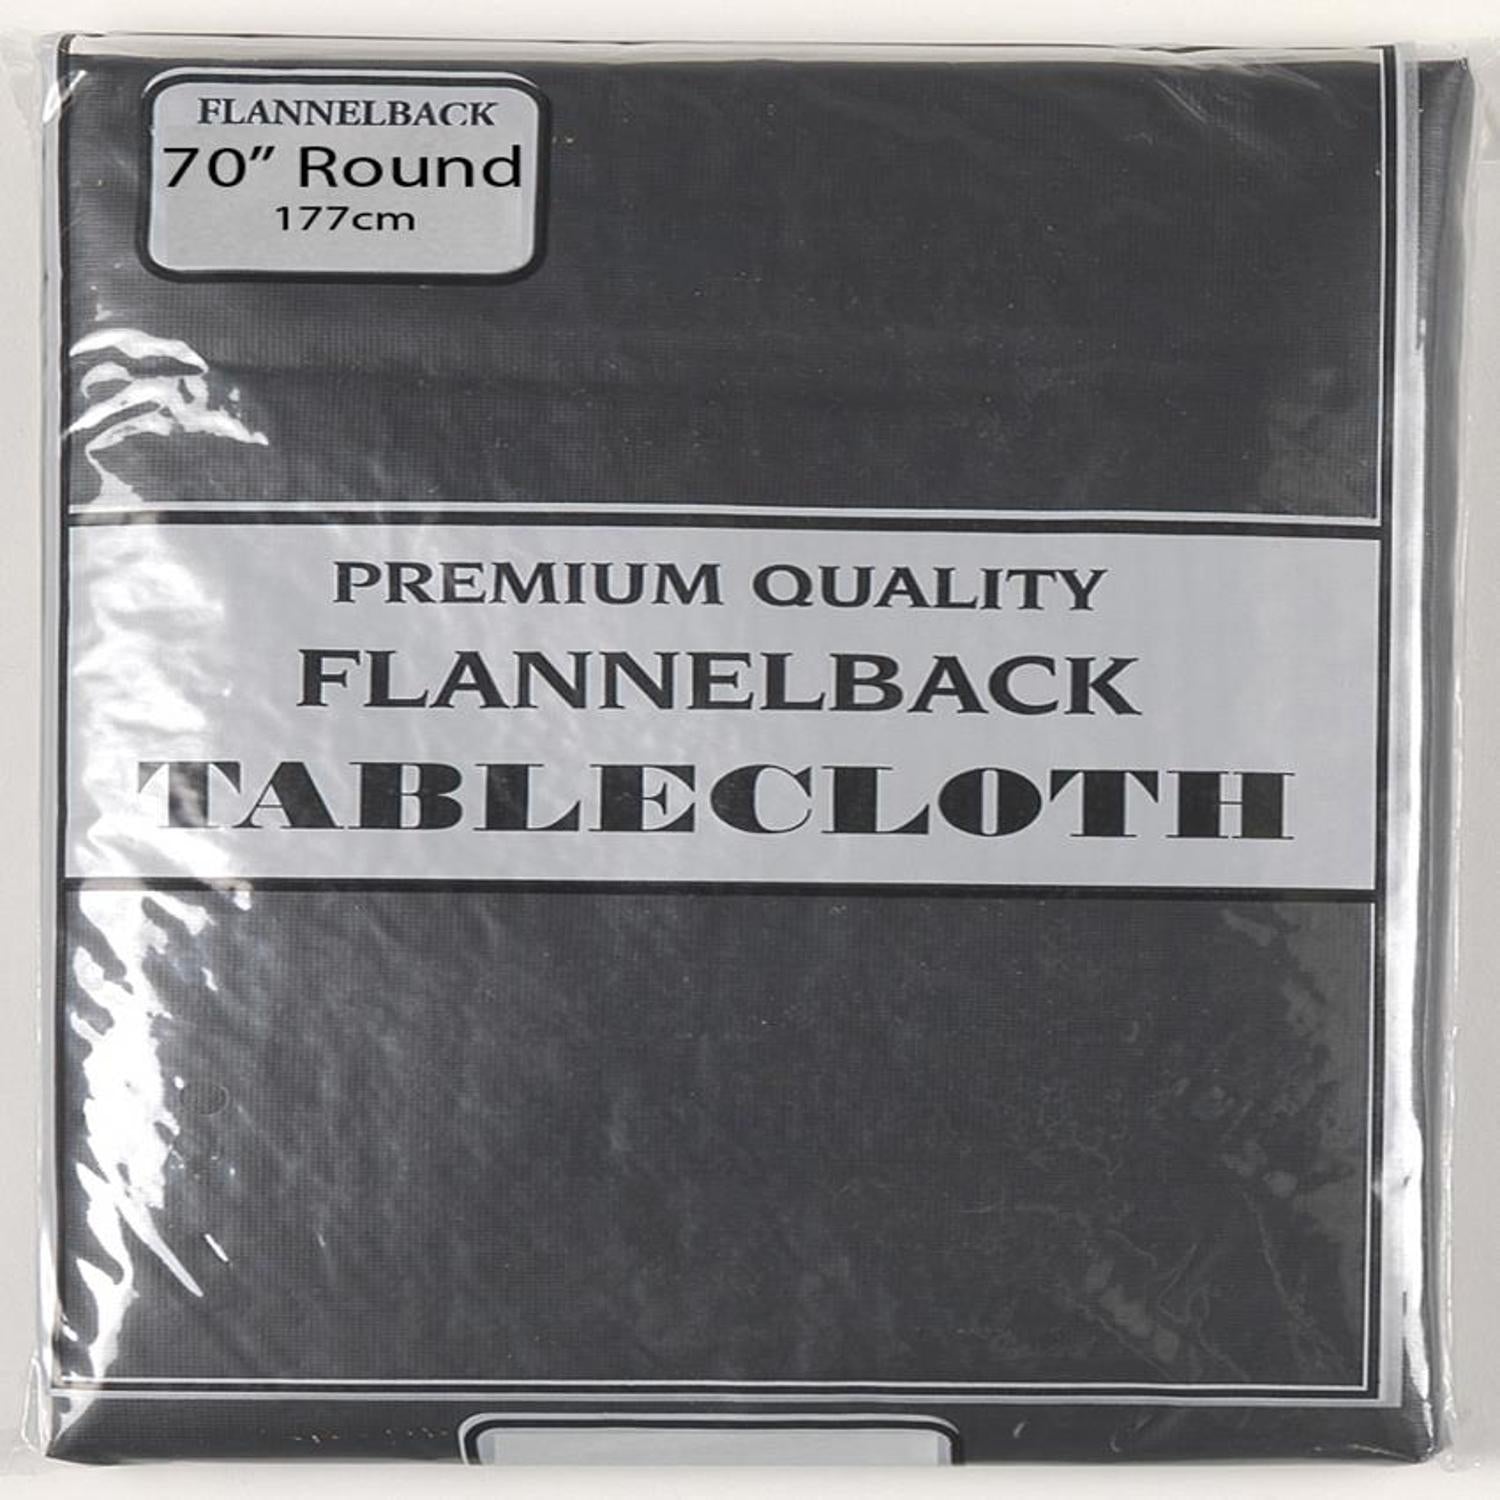 FLANNELBACK
70″ Round
177cm
PREMIUM QUALITY
FLANNELBACK
TABLECLOTH